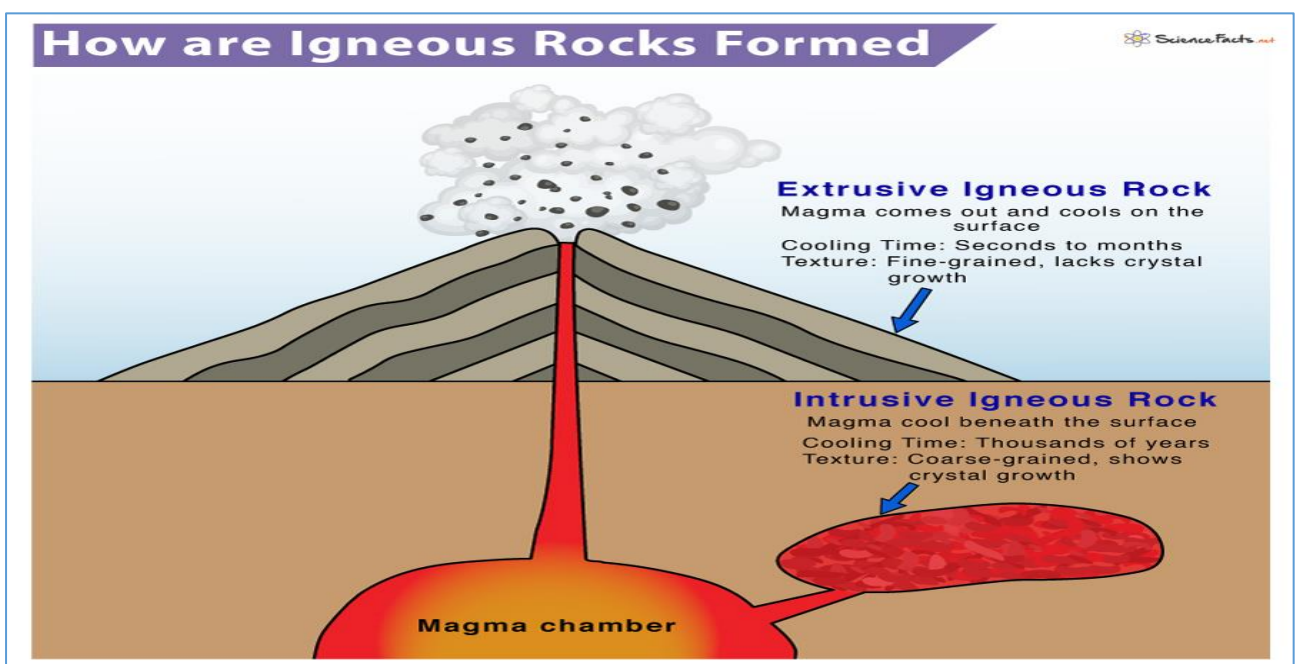 How are Igneous Rocks Formed
ScienceFacts.net
Extrusive Igneous Rock
Magma comes out and cools on the
surface
Cooling Time: Seconds to months
Texture: Fine-grained, lacks crystal
growth
Intrusive Igneous Rock
Magma cool beneath the surface
Cooling Time: Thousands of years
Texture: Coarse-grained, shows
crystal growth
Magma chamber